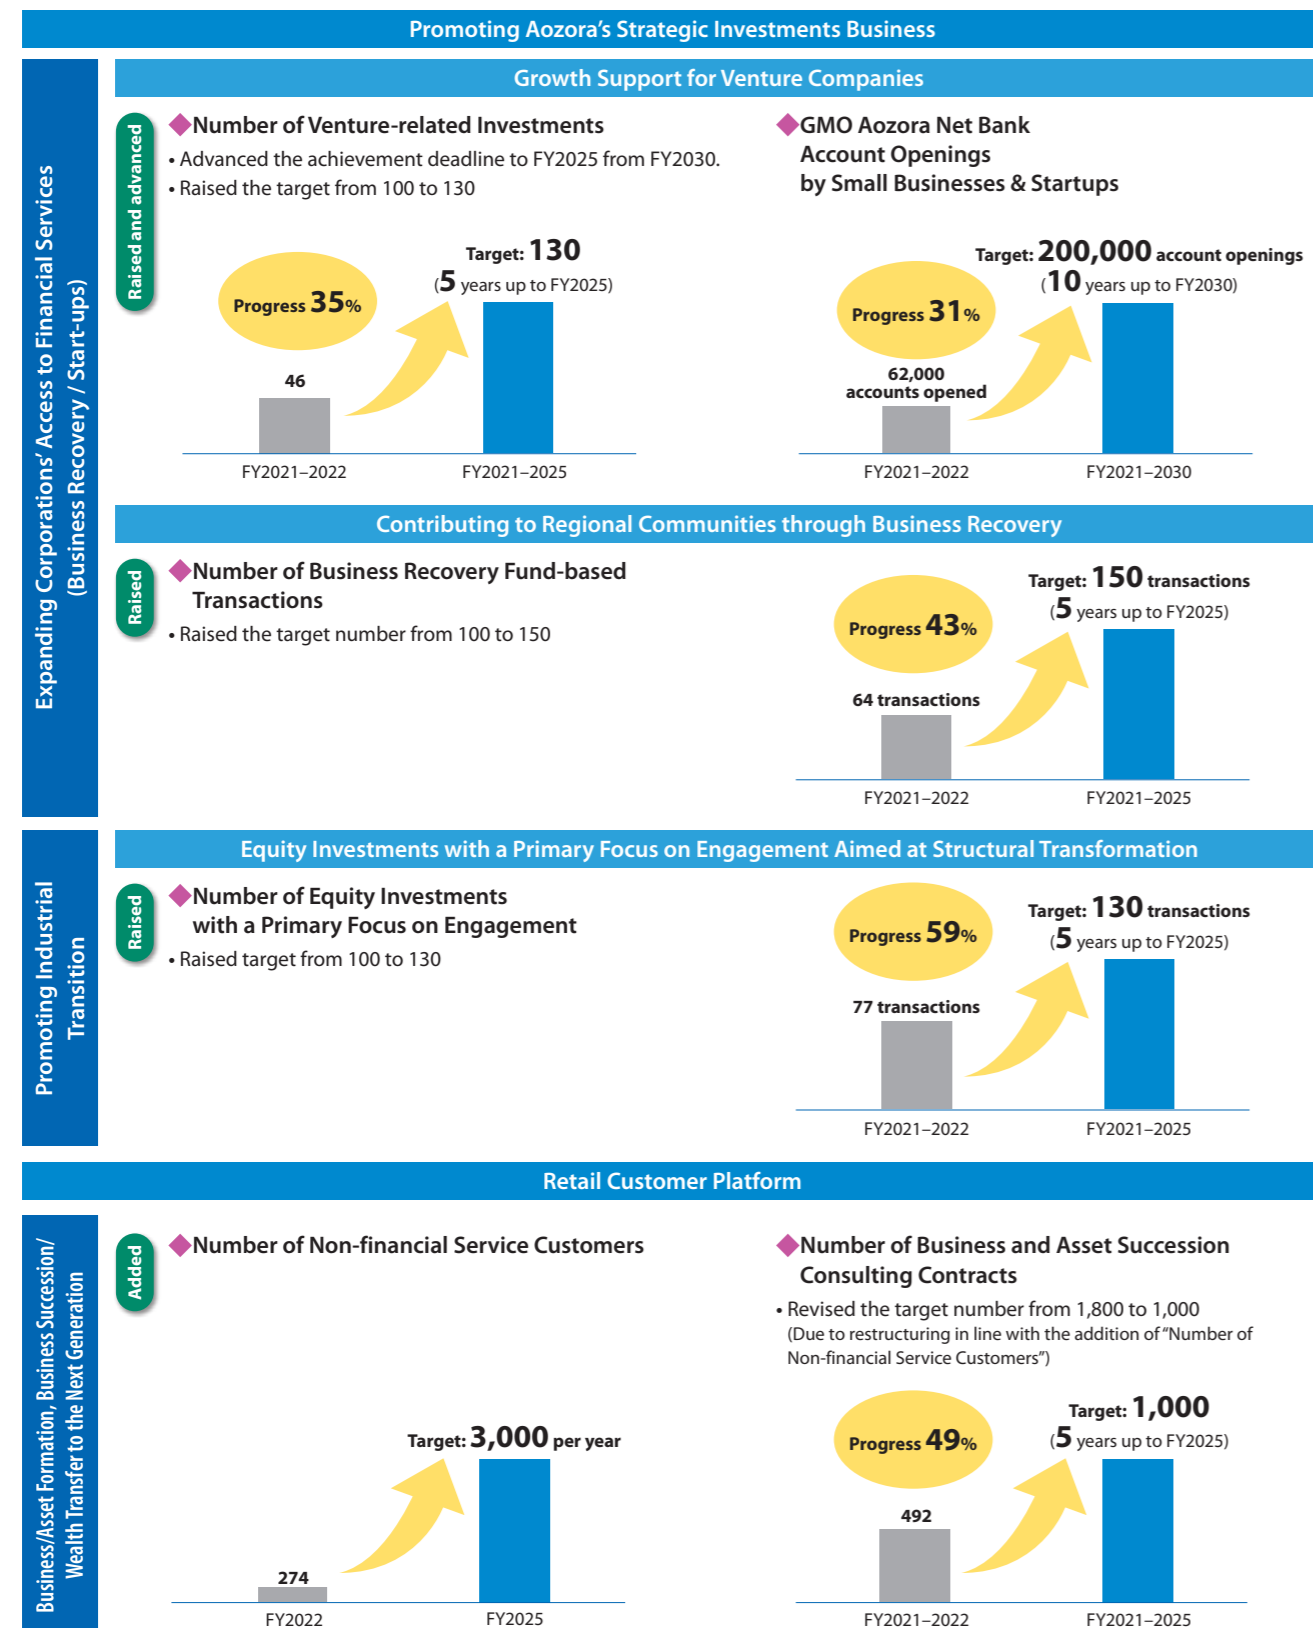 Promoting Aozora’s Strategic Investments Business
Expanding Corporations’ Access to Financial Services
(Business Recovery / Start-ups)
Growth Support for Venture Companies
Raised and advanced
Number of Venture-related Investments
• Advanced the achievement deadline to FY2025 from FY2030.
• Raised the target from 100 to 130
Progress 35%
Target: 130
(5 years up to FY2025)
46
FY2021–2022
FY2021–2025
GMO Aozora Net Bank
Account Openings
by Small Businesses & Startups
Target: 200,000 account openings
(10 years up to FY2030)
Progress 31%
62,000
accounts opened
FY2021–2022
FY2021–2030
Contributing to Regional Communities through Business Recovery
Raised
Number of Business Recovery Fund-based
Transactions
• Raised the target number from 100 to 150
Progress 43%
Target: 150 transactions
(5 years up to FY2025)
64 transactions
FY2021–2022
FY2021–2025
Promoting Industrial
Transition
Equity Investments with a Primary Focus on Engagement Aimed at Structural Transformation
Raised
Number of Equity Investments
with a Primary Focus on Engagement
• Raised target from 100 to 130
Progress 59%
Target: 130 transactions
(5 years up to FY2025)
77 transactions
FY2021–2022
FY2021–2025
Retail Customer Platform
Business/Asset Formation, Business Succession/
Wealth Transfer to the Next Generation
Added
Number of Non-financial Service Customers
Target: 3,000 per year
274
FY2022
FY2025
Number of Business and Asset Succession
Consulting Contracts
• Revised the target number from 1,800 to 1,000
(Due to restructuring in line with the addition of “Number of
Non-financial Service Customers”)
Progress 49%
Target: 1,000
(5 years up to FY2025)
492
FY2021–2022
FY2021–2025